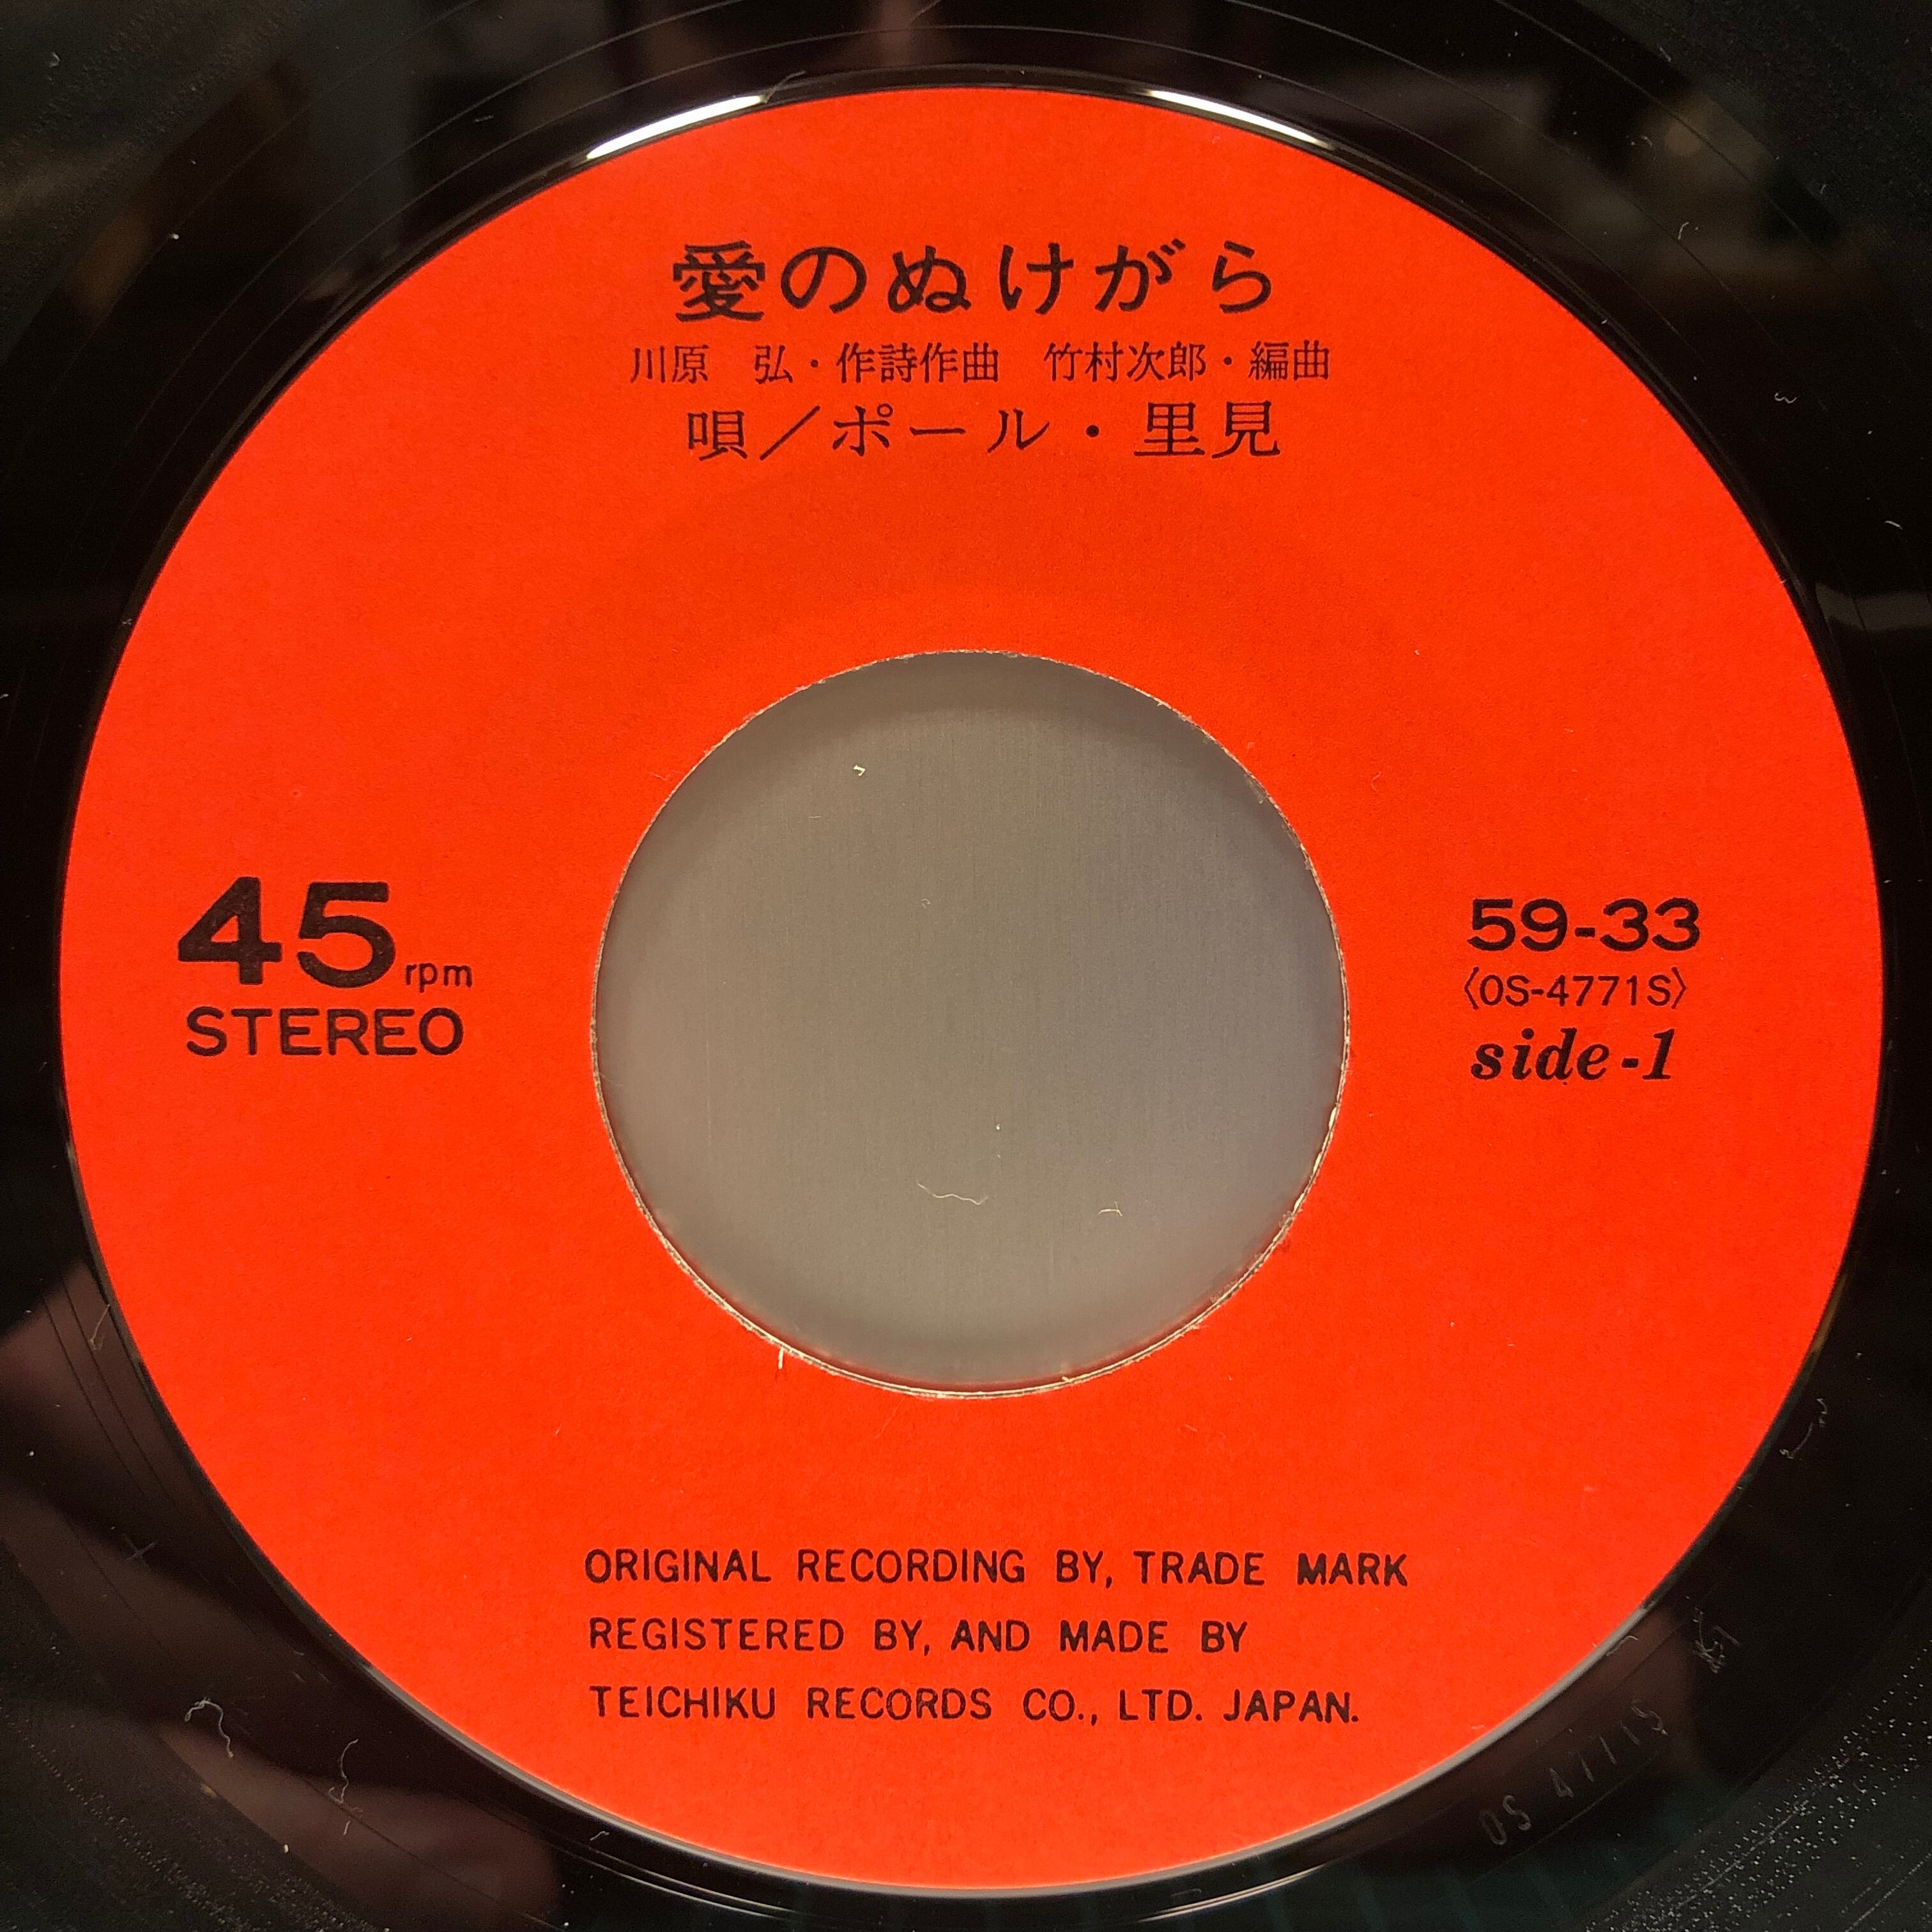 愛のぬけがら
川原　弘・作詩作曲　竹村次郎・編曲
唄／ポール・里見
45rpm
STEREO
59-33
〈OS-4771S〉
side-1
ORIGINAL RECORDING BY, TRADE MARK
REGISTERED BY, AND MADE BY
TEICHIKU RECORDS CO., LTD. JAPAN.